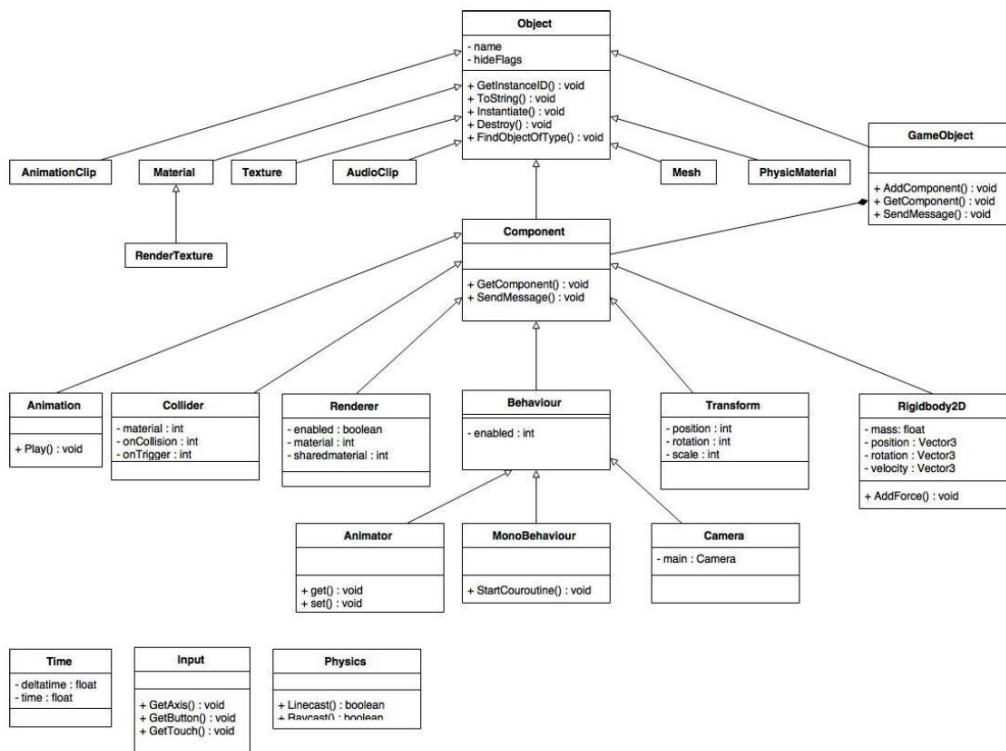 Object
- name
- hideFlags
+ GetInstanceID() : void
+ ToString() : void
+ Instantiate() : void
+ Destroy() : void
+ FindObjectOfType() : void
GameObject
+ AddComponent() : void
+ GetComponent() : void
+ SendMessage() : void
AnimationClip
Material
Texture
AudioClip
Mesh
PhysicMaterial
RenderTexture
Component
+ GetComponent() : void
+ SendMessage() : void
Animation
+ Play() : void
Collider
- material : int
- onCollision : int
- onTrigger : int
Renderer
- enabled : boolean
- material : int
- sharedmaterial : int
Behaviour
- enabled : int
Transform
- position : int
- rotation : int
- scale : int
Rigidbody2D
- mass: float
- position : Vector3
- rotation : Vector3
- velocity : Vector3
+ AddForce() : void
Animator
+ get() : void
+ set() : void
MonoBehaviour
+ StartCouroutine() : void
Camera
- main : Camera
Time
- deltatime : float
- time : float
Input
+ GetAxis() : void
+ GetButton() : void
+ GetTouch() : void
Physics
+ Linecast() : boolean
+ Raycast() : boolean